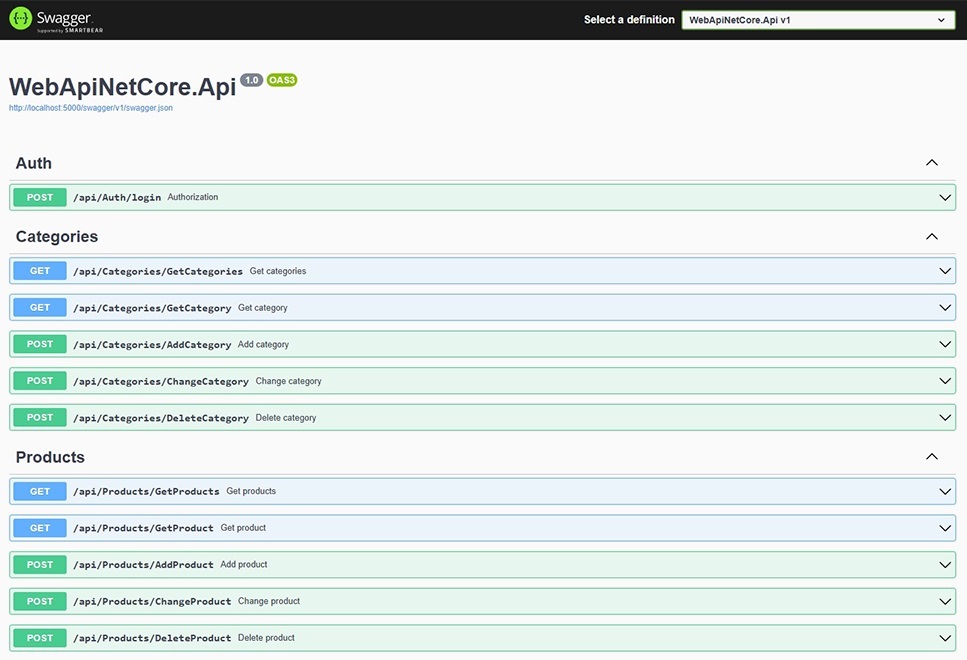 Swagger.
Supported by SMARTBEAR
Select a definition WebApiNetCore.Api v1
WebApiNetCore.Api 1.0 OAS3
http://localhost:5000/swagger/v1/swagger.json
Auth
POST /api/Auth/login Authorization
Categories
GET /api/Categories/GetCategories Get categories
GET /api/Categories/GetCategory Get category
POST /api/Categories/AddCategory Add category
POST /api/Categories/ChangeCategory Change category
POST /api/Categories/DeleteCategory Delete category
Products
GET /api/Products/GetProducts Get products
GET /api/Products/GetProduct Get product
POST /api/Products/AddProduct Add product
POST /api/Products/ChangeProduct Change product
POST /api/Products/DeleteProduct Delete product